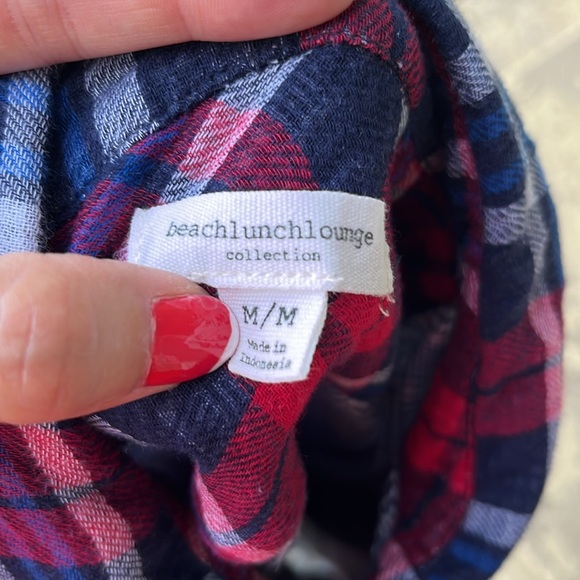 beachlunchlounge
collection
M/M
Made in
Indonesia